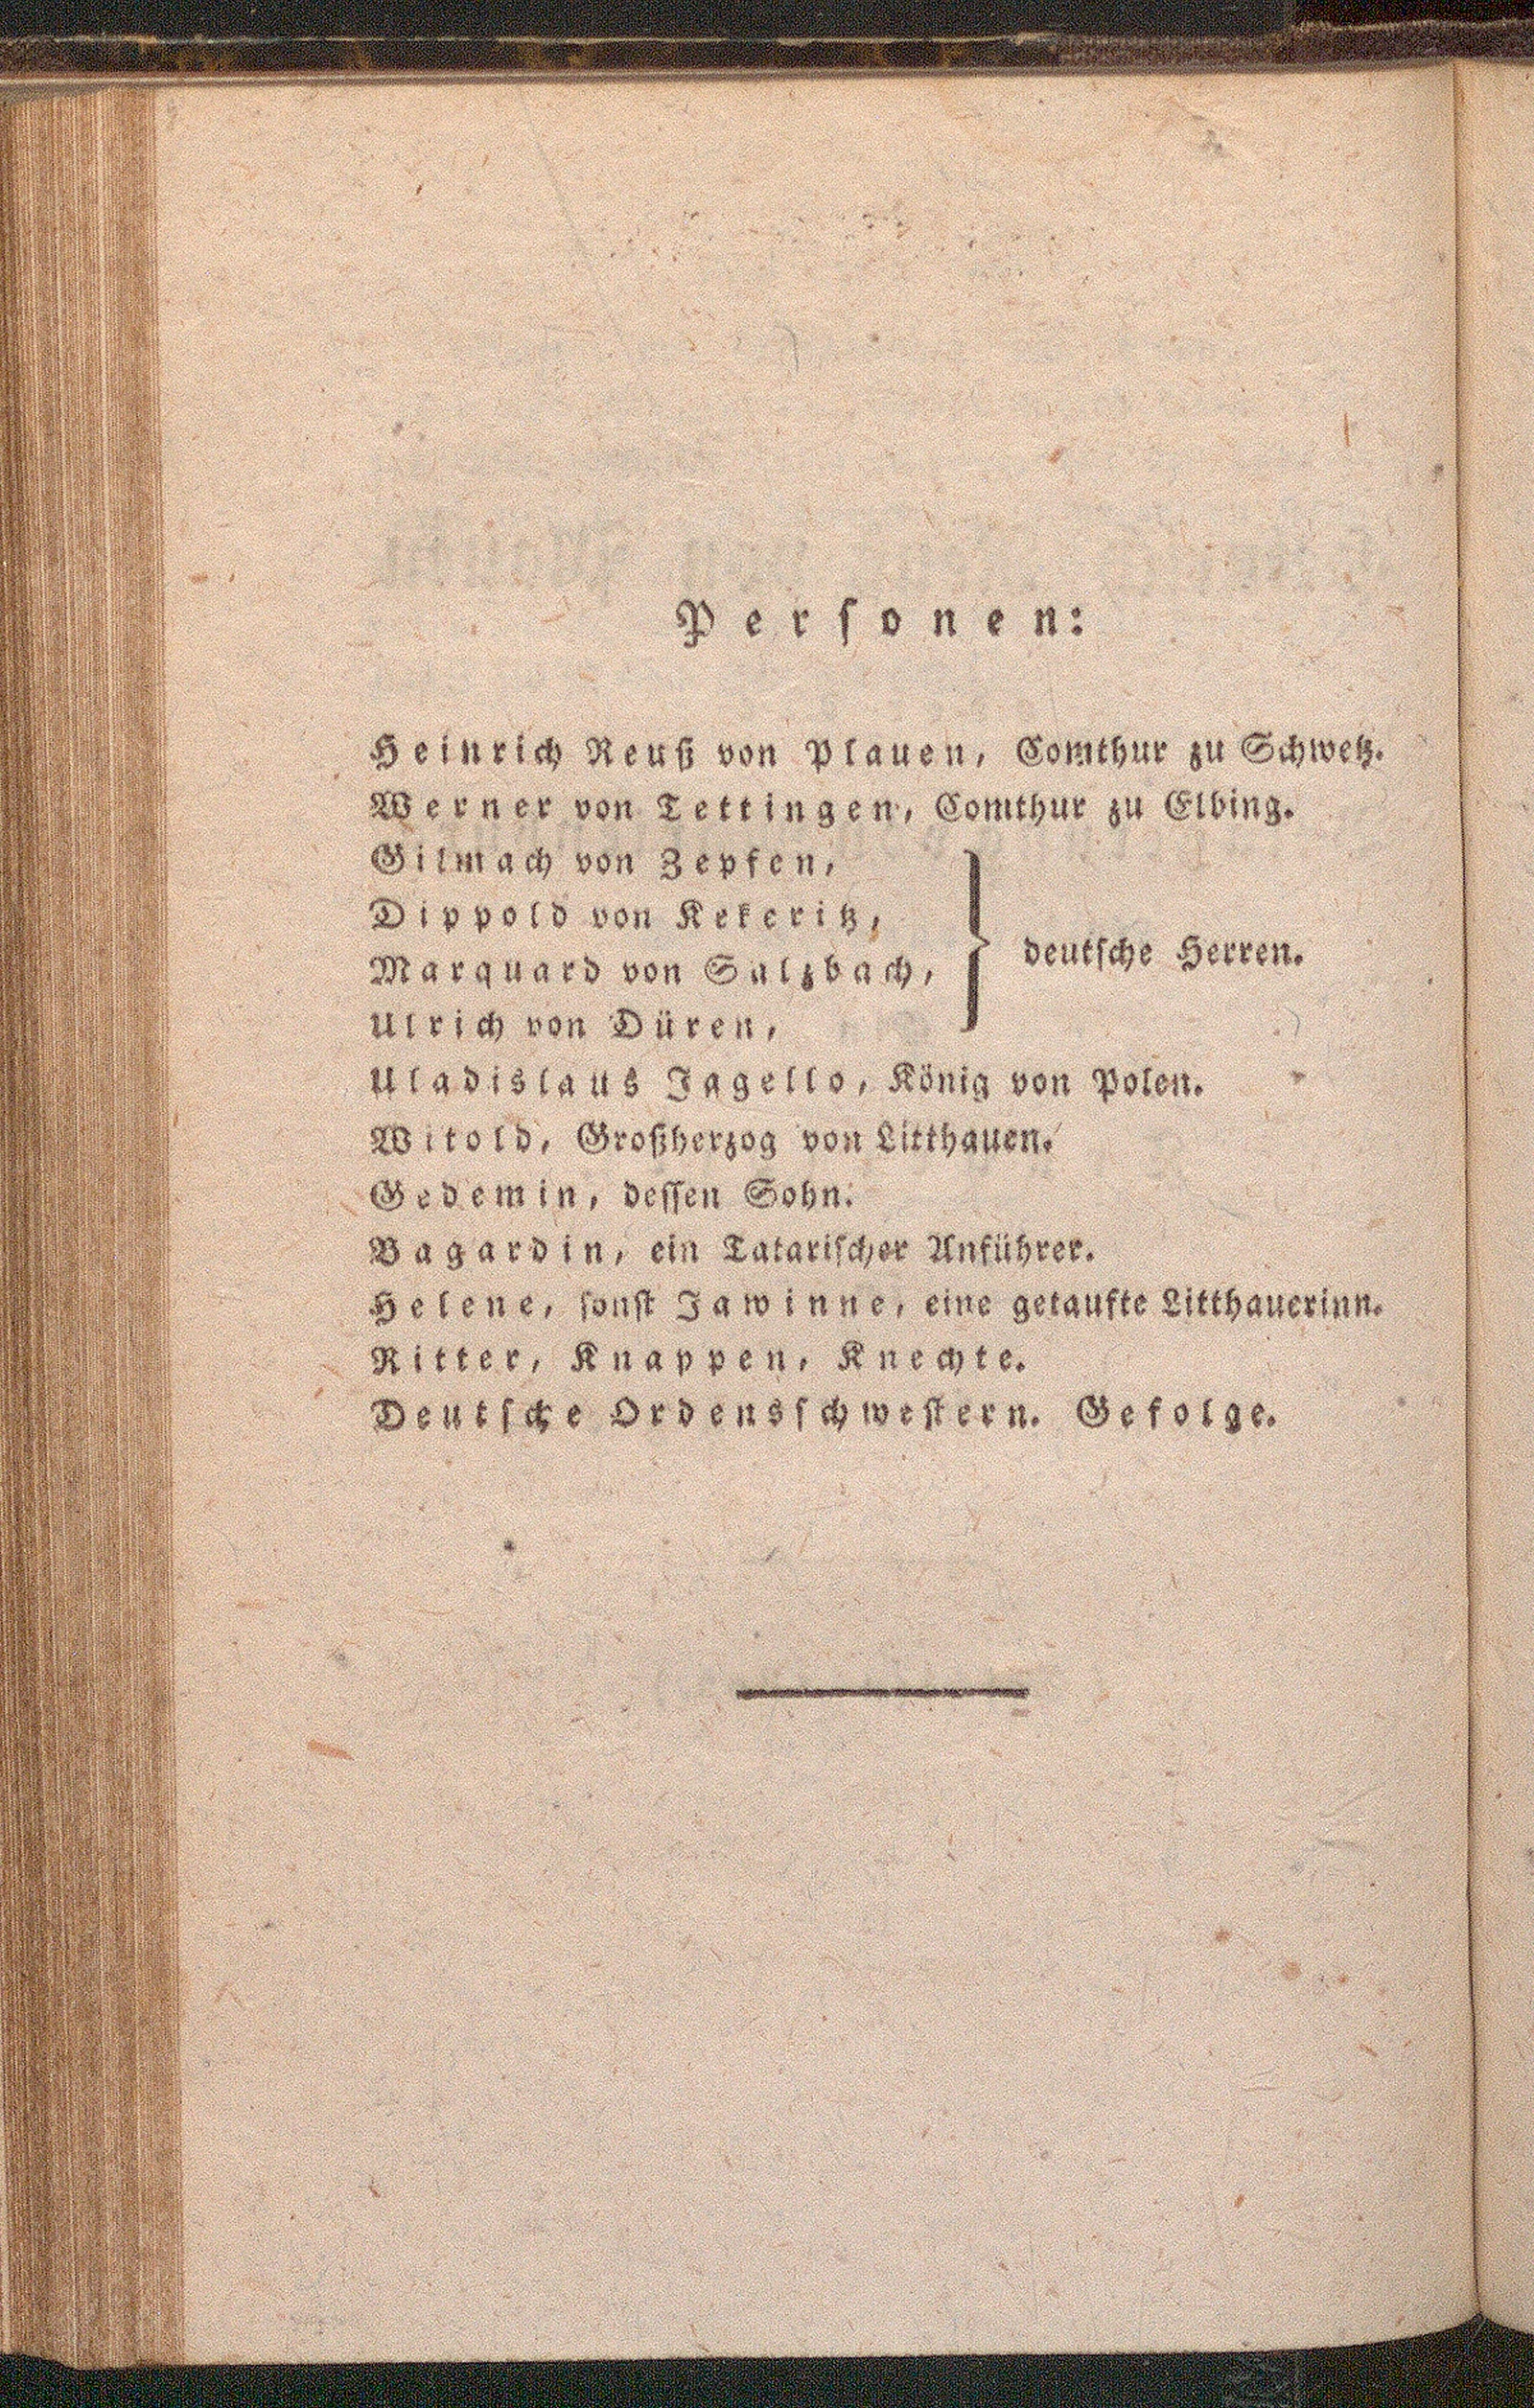 Personen:
Heinrich Reuß von Plauen, Comthur zu Schwetz.
Werner von Tettingen, Comthur zu Elbing.
Gilmach von Zepfen,
Dippold von Kekeritz,
Marquard von Salzbach,
Ulrich von Düren,
deutsche Herren.
Uladislaus Jagello, König von Polen.
Witold, Großherzog von Litthauen.
Gedemin, dessen Sohn.
Bagardin, ein Tatarischer Anführer.
Helene, sonst Jawinne, eine getaufte Litthauerinn.
Ritter, Knappen, Knechte.
Deutsche Ordensschwestern. Gefolge.